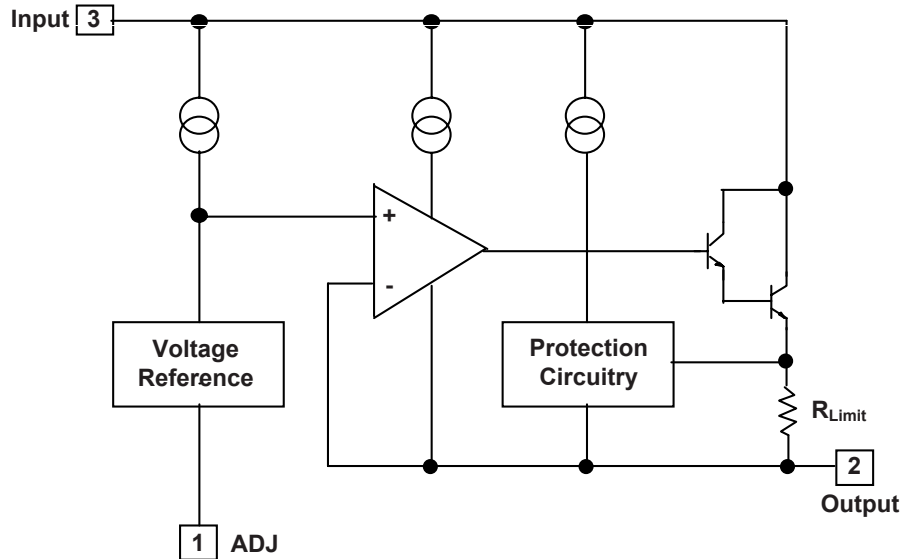 Input 3
+
-
Voltage
Reference
Protection
Circuitry
RLimit
2
Output
1 ADJ